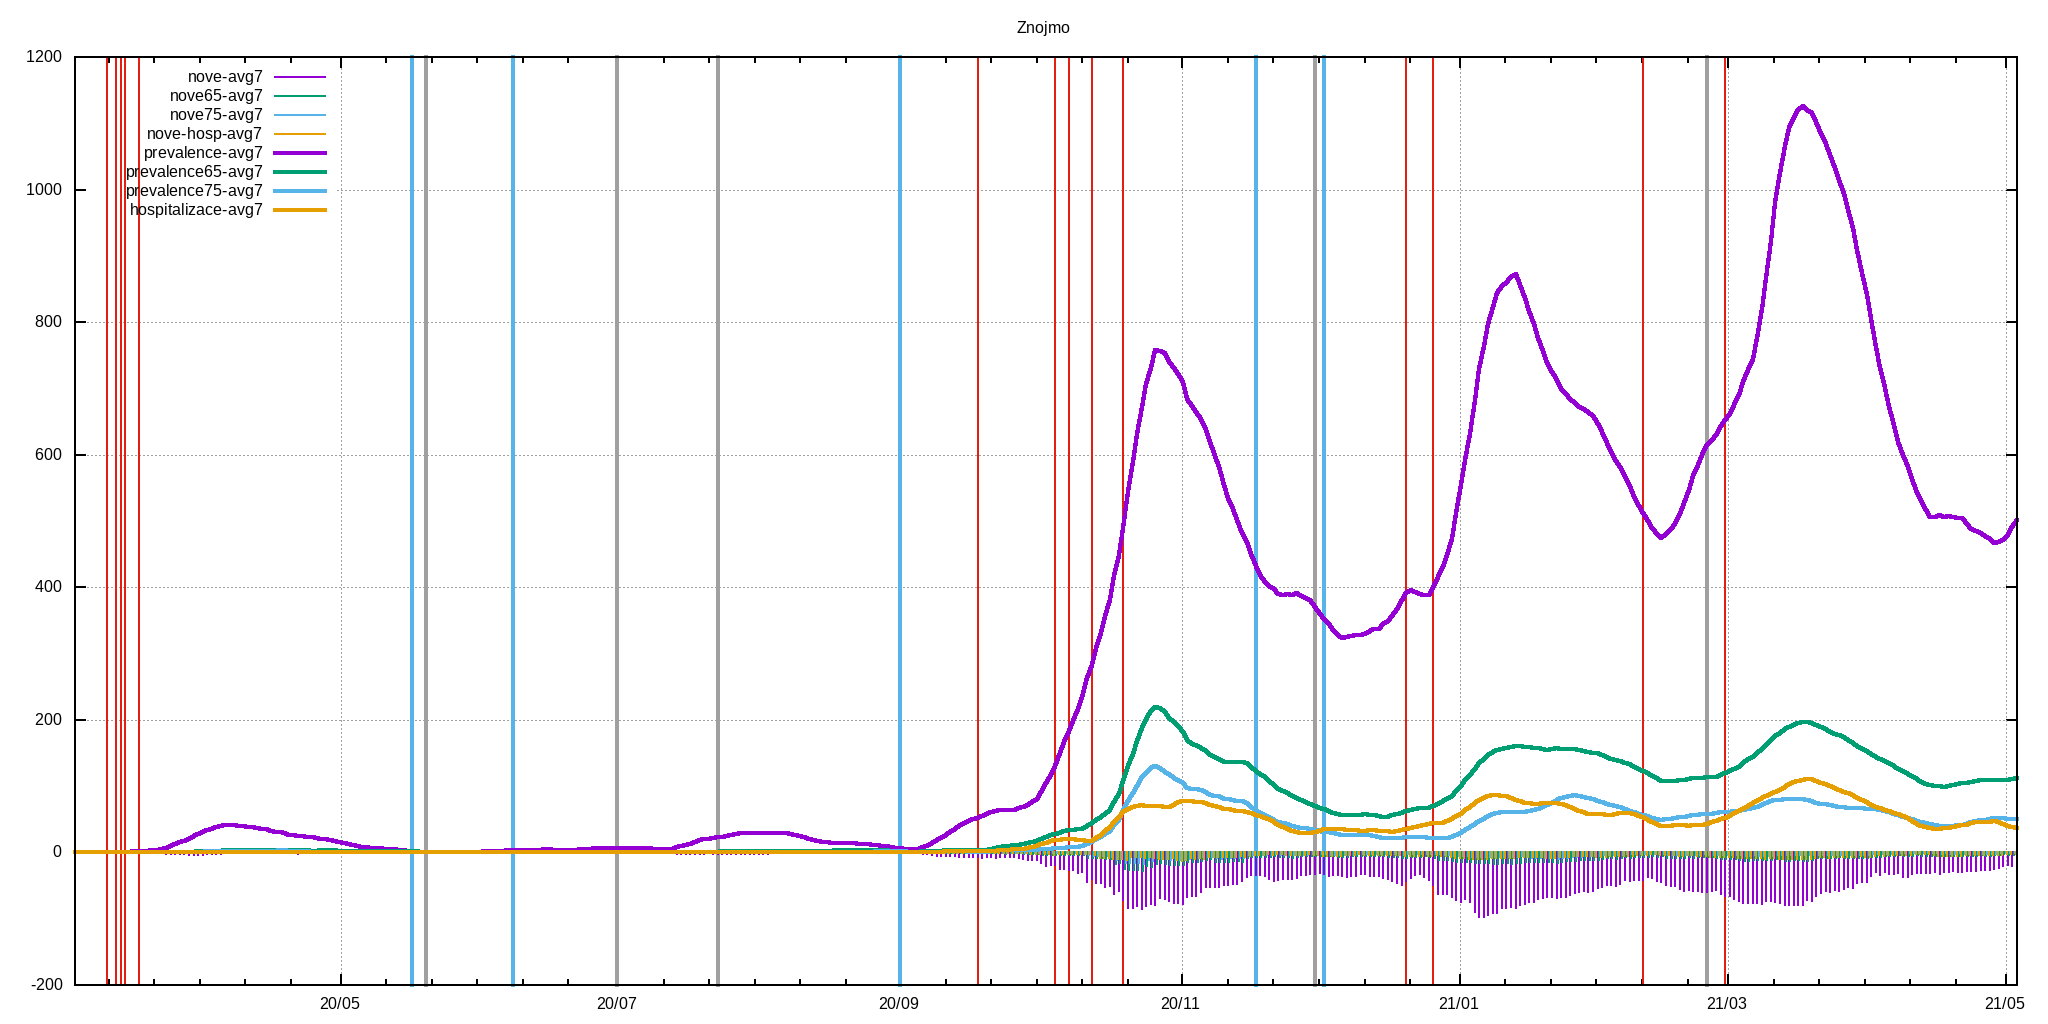 Znojmo
1200
1000
800
600
400
200
0
-200
nove-avg7
nove65-avg7
nove75-avg7
nove-hosp-avg7
prevalence-avg7
prevalence65-avg7
prevalence75-avg7
hospitalizace-avg7
20/05
20/07
20/09
20/11
21/01
21/03
21/05